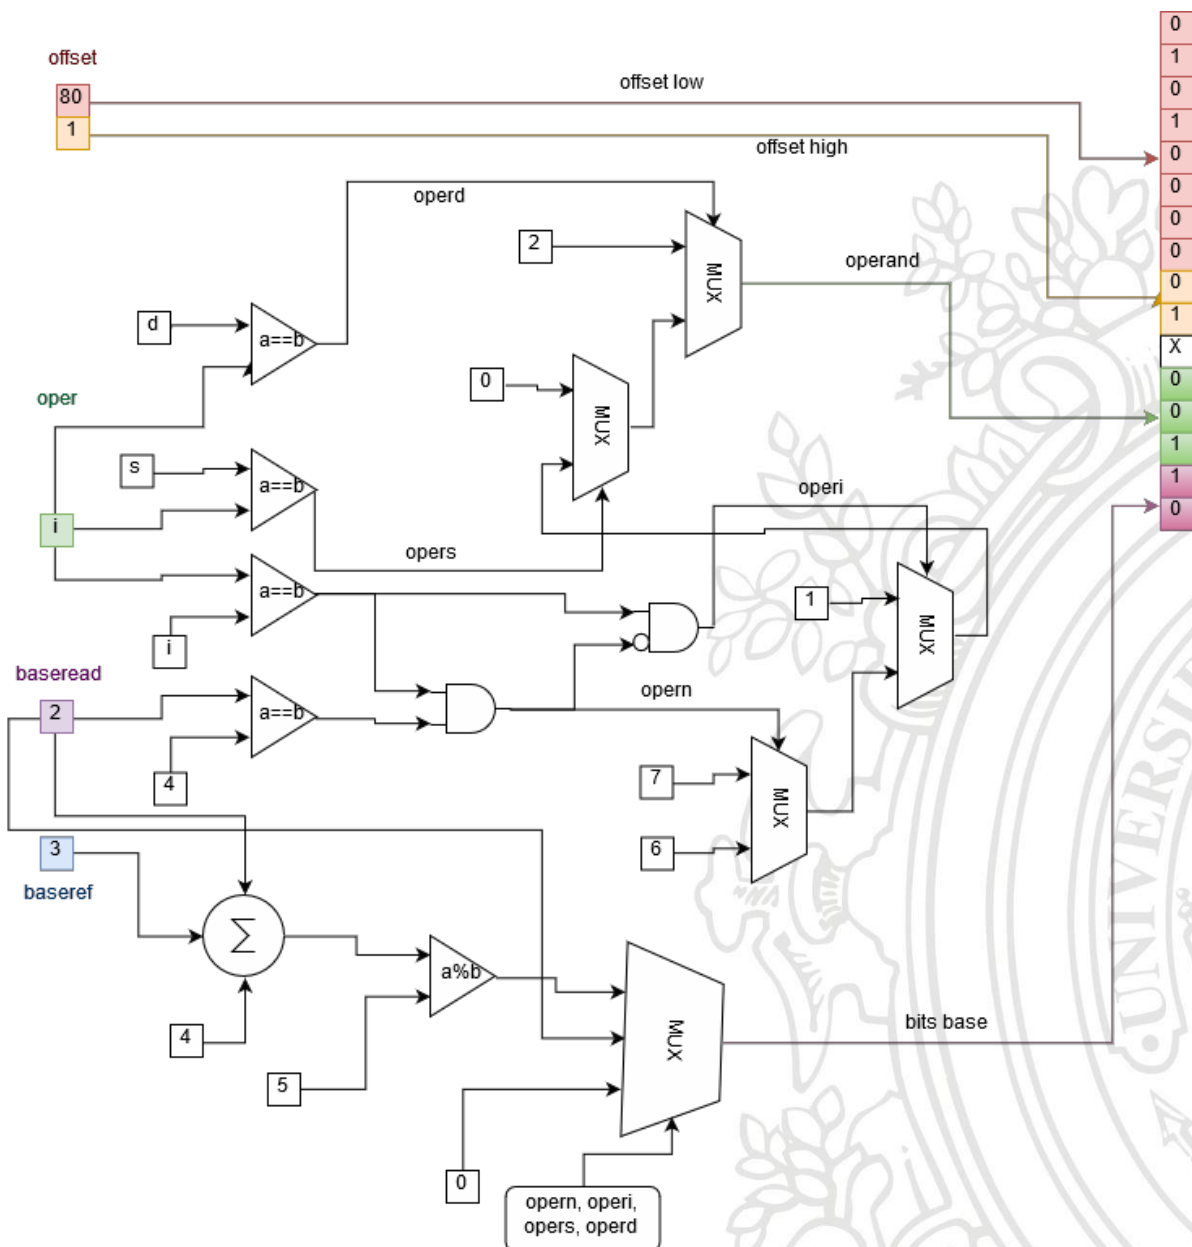 offset
80
1
offset low
offset high
0
1
0
1
0
0
0
0
0
1
X
0
0
1
1
0
operd
2
MUX
operand
d
a==b
0
MUX
oper
s
a==b
i
opers
operi
a==b
i
1
MUX
baseread
2
a==b
4
opern
7
6
MUX
3
baseref
Σ
4
a%b
5
MUX
bits base
0
opern, operi,
opers, operd
UNIVERSI